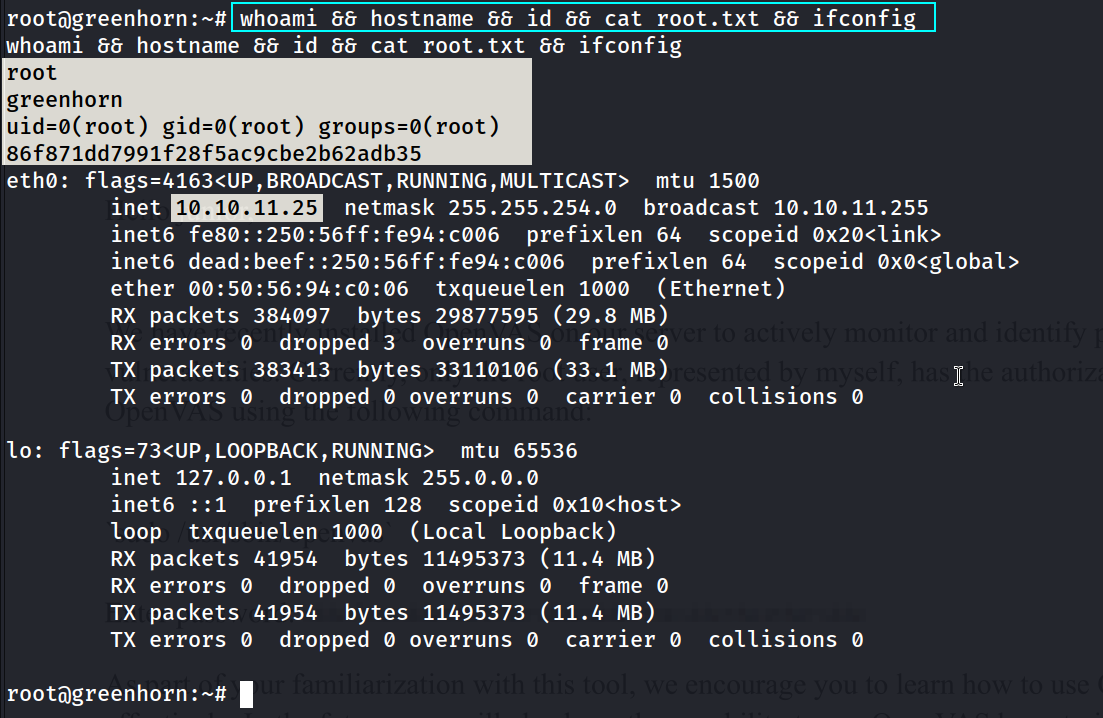 root@greenhorn:~# whoami && hostname && id && cat root.txt && ifconfig
whoami && hostname && id && cat root.txt && ifconfig
root
greenhorn
uid=0(root) gid=0(root) groups=0(root)
86f871dd7991f28f5ac9cbe2b62adb35
eth0: flags=4163<UP,BROADCAST,RUNNING,MULTICAST>  mtu 1500
        inet 10.10.11.25  netmask 255.255.254.0  broadcast 10.10.11.255
        inet6 fe80::250:56ff:fe94:c006  prefixlen 64  scopeid 0x20<link>
        inet6 dead:beef::250:56ff:fe94:c006  prefixlen 64  scopeid 0x0<global>
        ether 00:50:56:94:c0:06  txqueuelen 1000  (Ethernet)
        RX packets 384097  bytes 29877595 (29.8 MB)
We have recently installed OpenVAS on our server to actively monitor and identify
        RX errors 0  dropped 3  overruns 0  frame 0
        TX packets 383413  bytes 33110106 (33.1 MB)
only the root user, represented by myself, has the
        TX errors 0  dropped 0 overruns 0  carrier 0  collisions 0
OpenVAS using the following command:
lo: flags=73<UP,LOOPBACK,RUNNING>  mtu 65536
        inet 127.0.0.1  netmask 255.0.0.0
        inet6 ::1  prefixlen 128  scopeid 0x10<host>
        loop  txqueuelen 1000  (Local Loopback)
        RX packets 41954  bytes 11495373 (11.4 MB)
        RX errors 0  dropped 0  overruns 0  frame 0
        TX packets 41954  bytes 11495373 (11.4 MB)
        TX errors 0  dropped 0 overruns 0  carrier 0  collisions 0
root@greenhorn:~#
As part of your familiarization with this tool, we encourage you to learn how to use